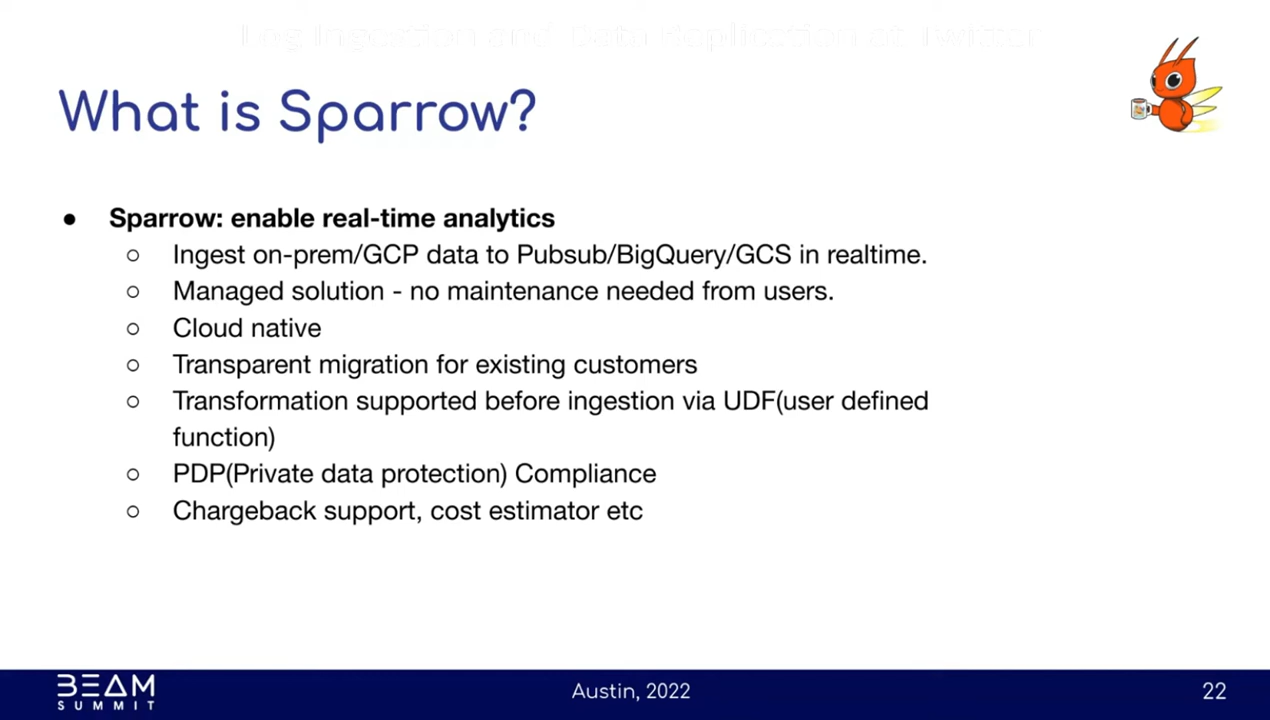 Log Ingestion and Data Replication at Twitter
What is Sparrow?
● Sparrow: enable real-time analytics
○ Ingest on-prem/GCP data to Pubsub/BigQuery/GCS in realtime.
○ Managed solution - no maintenance needed from users.
○ Cloud native
○ Transparent migration for existing customers
○ Transformation supported before ingestion via UDF(user defined
function)
○ PDP(Private data protection) Compliance
○ Chargeback support, cost estimator etc
BEAM
SUMMIT
Austin, 2022
22